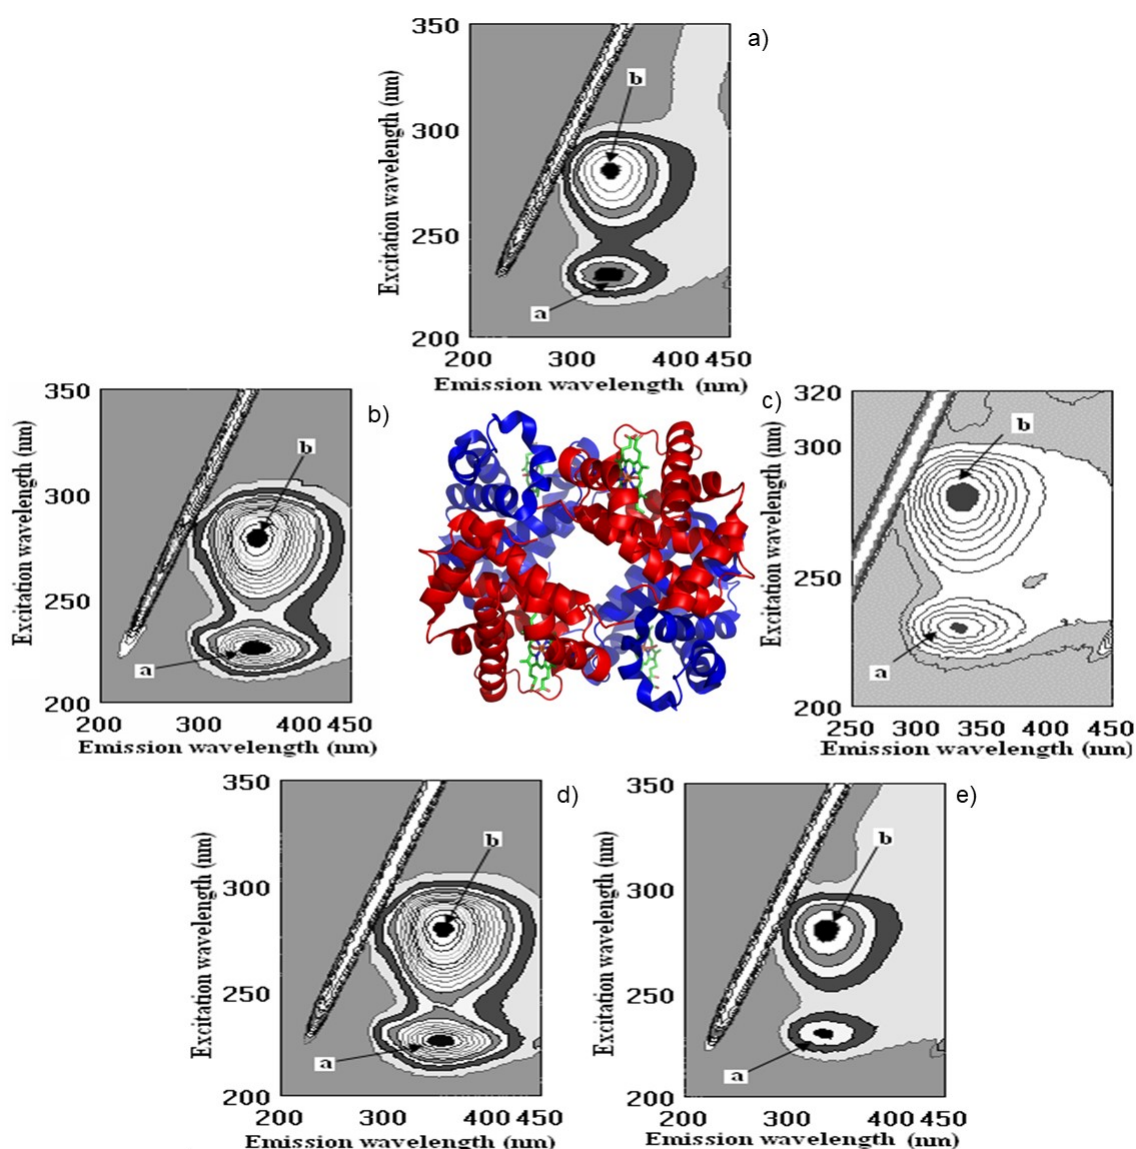 a)
350
b
300
250
a
200
200 300 400 450
Excitation wavelength (nm)
Emission wavelength (nm)
b)
350
b
300
250
a
200
200 300 400 450
Excitation wavelength (nm)
Emission wavelength (nm)
c)
320
b
300
250
a
200
250 300 350 400 450
Excitation wavelength (nm)
Emission wavelength (nm)
d)
350
b
300
250
a
200
200 300 400 450
Excitation wavelength (nm)
Emission wavelength (nm)
e)
350
b
300
250
a
200
200 300 400 450
Excitation wavelength (nm)
Emission wavelength (nm)